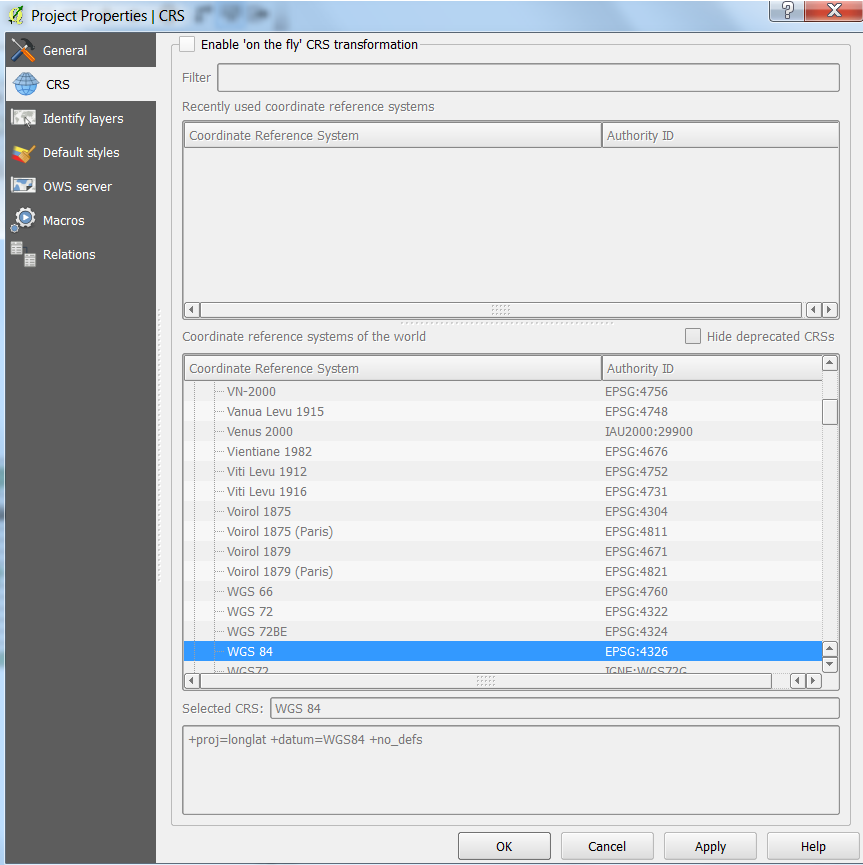 Project Properties | CRS
General
CRS
Identify layers
Default styles
OWS server
Macros
Relations
Enable 'on the fly' CRS transformation
Filter
Recently used coordinate reference systems
Coordinate Reference System Authority ID
Coordinate reference systems of the world Hide deprecated CRSs
Coordinate Reference System Authority ID
VN-2000 EPSG:4756
Vanua Levu 1915 EPSG:4748
Venus 2000 IAU2000:29900
Vientiane 1982 EPSG:4676
Viti Levu 1912 EPSG:4752
Viti Levu 1916 EPSG:4731
Voirol 1875 EPSG:4304
Voirol 1875 (Paris) EPSG:4811
Voirol 1879 EPSG:4671
Voirol 1879 (Paris) EPSG:4821
WGS 66 EPSG:4760
WGS 72 EPSG:4322
WGS 72BE EPSG:4324
WGS 84 EPSG:4326
WGS72 IGNF:WGS72G
Selected CRS: WGS 84
+proj=longlat +datum=WGS84 +no_defs
OK Cancel Apply Help